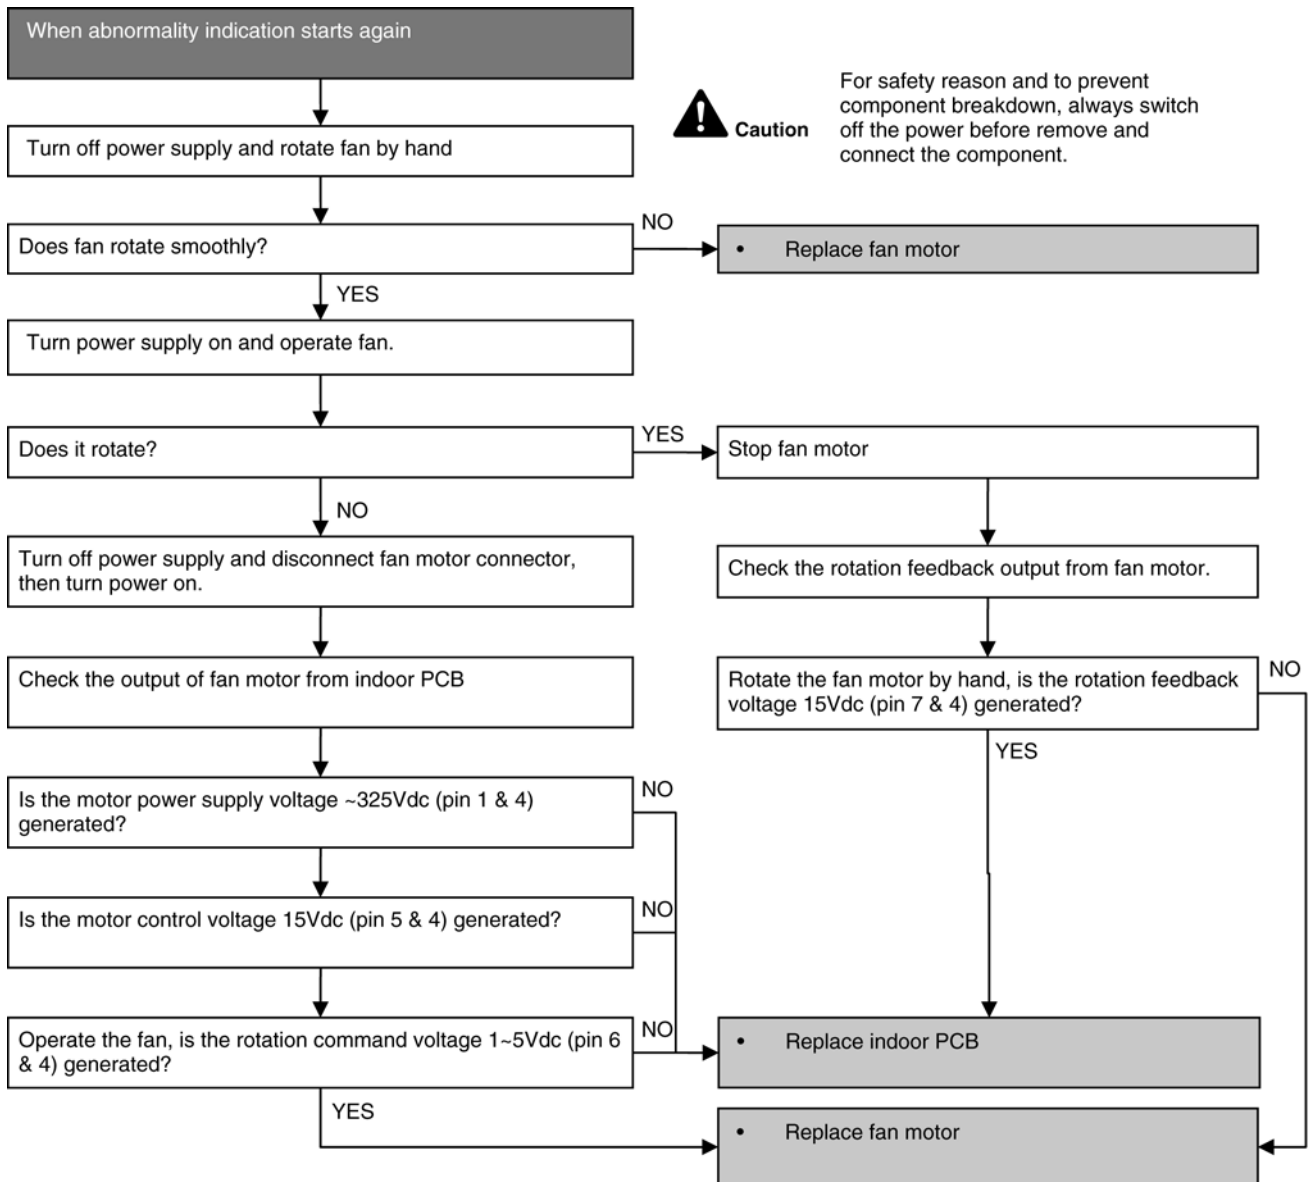 When abnormality indication starts again
For safety reason and to prevent
component breakdown, always switch
off the power before remove and
connect the component.
Caution
Turn off power supply and rotate fan by hand
Does fan rotate smoothly?
NO
• Replace fan motor
YES
Turn power supply on and operate fan.
Does it rotate?
YES
Stop fan motor
NO
Turn off power supply and disconnect fan motor connector,
then turn power on.
Check the rotation feedback output from fan motor.
Check the output of fan motor from indoor PCB
Rotate the fan motor by hand, is the rotation feedback
voltage 15Vdc (pin 7 & 4) generated?
NO
YES
Is the motor power supply voltage ~325Vdc (pin 1 & 4)
generated?
NO
Is the motor control voltage 15Vdc (pin 5 & 4) generated?
NO
Operate the fan, is the rotation command voltage 1~5Vdc (pin 6
& 4) generated?
NO
• Replace indoor PCB
YES
• Replace fan motor